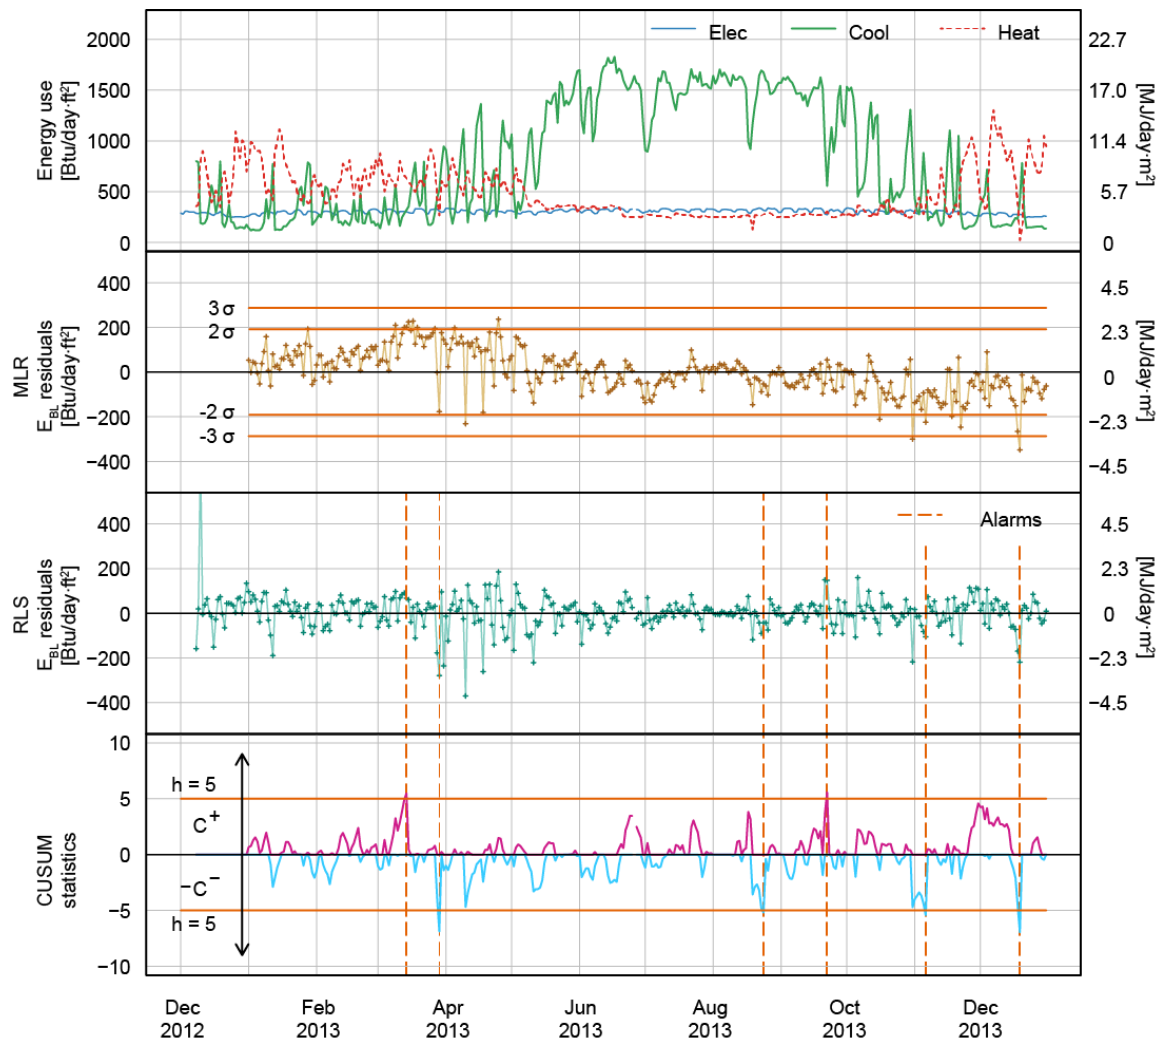 Elec Cool Heat
2000
1500
1000
500
0
Energy use
[Btu/day·ft²]
22.7
17.0
11.4
5.7
0
[MJ/day·m²]
400
200
0
−200
−400
MLR
E_BL residuals
[Btu/day·ft²]
3 σ
2 σ
-2 σ
-3 σ
4.5
2.3
0
−2.3
−4.5
[MJ/day·m²]
Alarms
400
200
0
−200
−400
RLS
E_BL residuals
[Btu/day·ft²]
4.5
2.3
0
−2.3
−4.5
[MJ/day·m²]
10
5
0
−5
−10
CUSUM
statistics
h = 5
C⁺
−C⁻
h = 5
Dec Feb Apr Jun Aug Oct Dec
2012 2013 2013 2013 2013 2013 2013